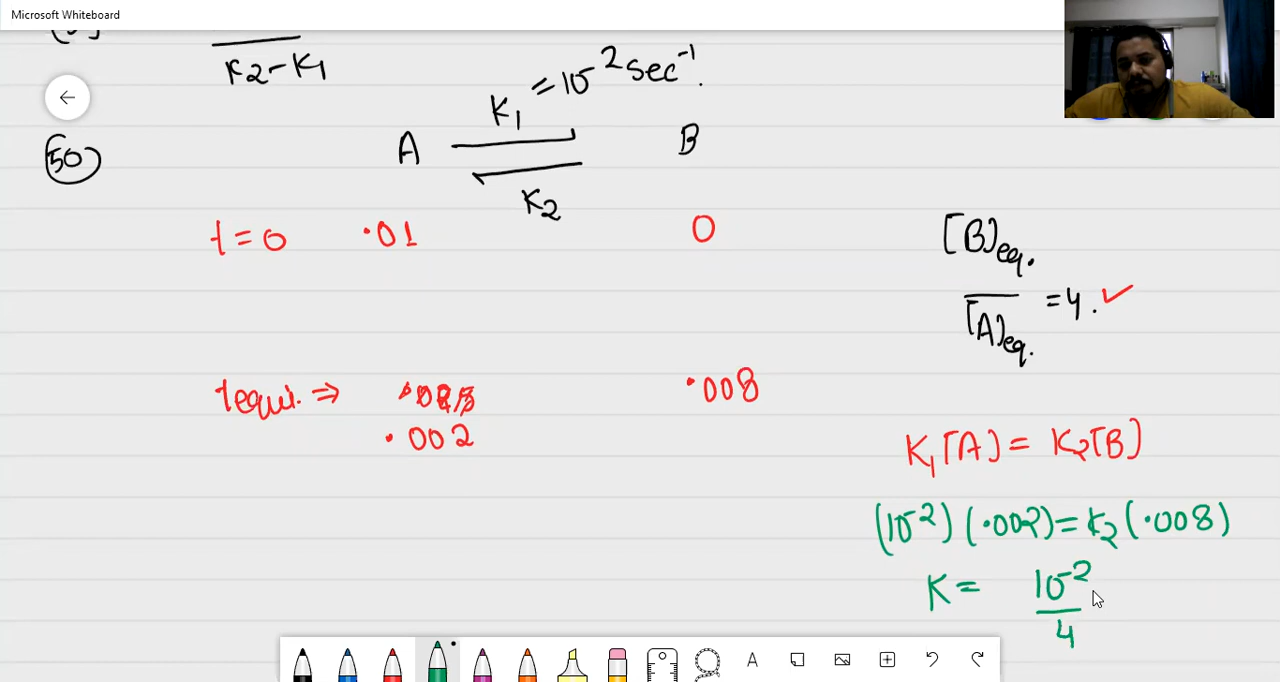 Microsoft Whiteboard
K2-K1
K1 = 10^-2 sec^-1.
50 A B
K2
t=0 .01 0
[B]eq.
=4. ✓
[A]eq.
tequi. ⇒ .008
.002
K1[A] = K2[B]
(10^-2)(.002)=K2(.008)
K = 10^-2
4
A